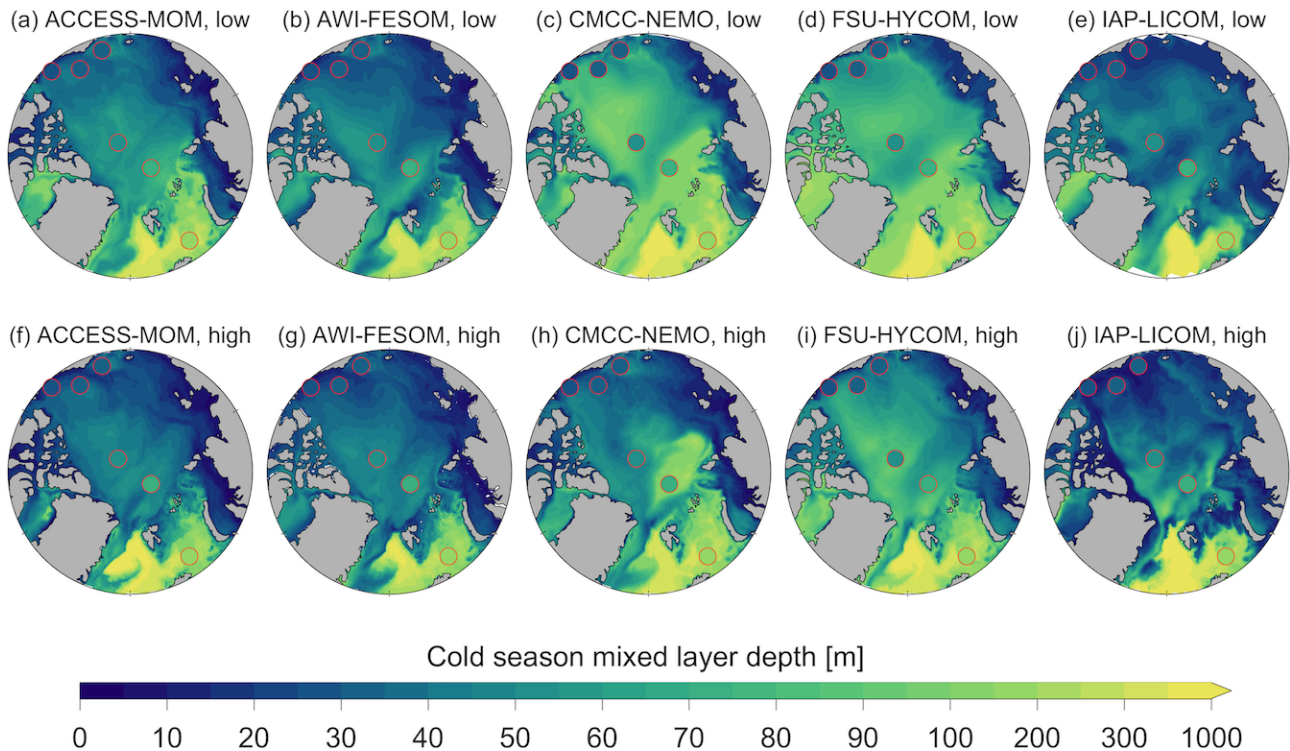 (a) ACCESS-MOM, low (b) AWI-FESOM, low (c) CMCC-NEMO, low (d) FSU-HYCOM, low (e) IAP-LICOM, low
(f) ACCESS-MOM, high (g) AWI-FESOM, high (h) CMCC-NEMO, high (i) FSU-HYCOM, high (j) IAP-LICOM, high
Cold season mixed layer depth [m]
0 10 20 30 40 50 60 70 80 90 100 200 300 1000